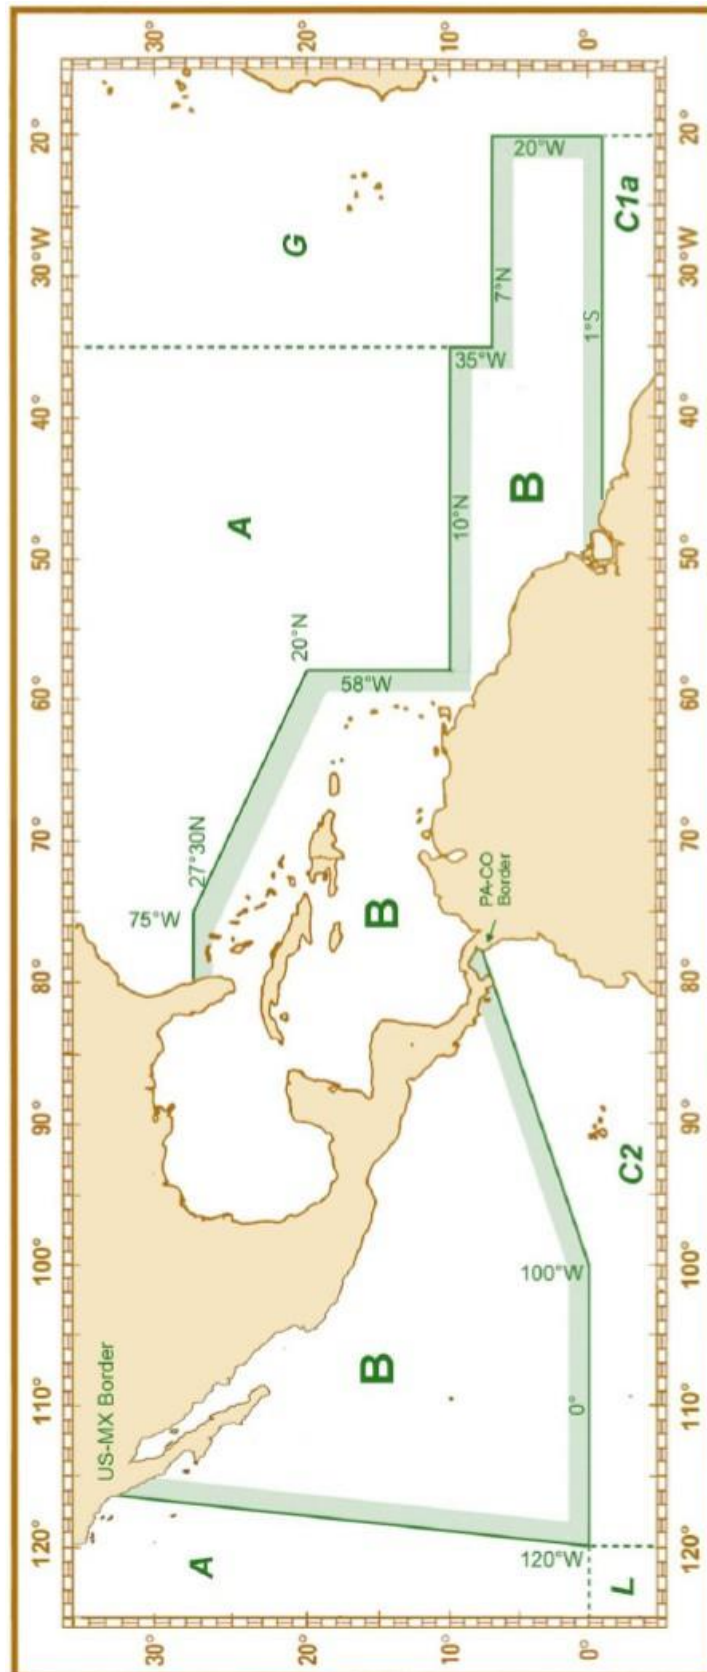 120° 110° 100° 90° 80° 70° 60° 50° 40° 30°W 20°
30° 30°
US-MX Border
75°W
27°30N
A
A
G
20° 20°N 20°
58°W
B
B
10°N
35°W
7°N
20°W
10° 10°
PA-CO
Border
B
120°W
0°
100°W
1°S
0° 0°
L
C2
C1a
120° 110° 100° 90° 80° 70° 60° 50° 40° 30°W 20°